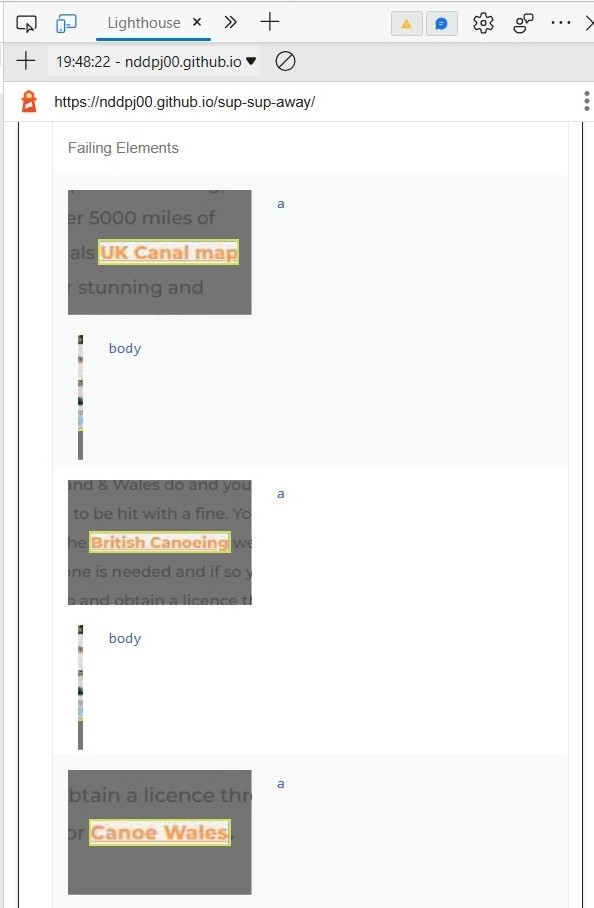 Lighthouse
19:48:22 - nddpj00.github.io
https://nddpj00.github.io/sup-sup-away/
Failing Elements
er 5000 miles of
als UK Canal map
r stunning and
a
body
and & Wales do and you
to be hit with a fine. Yo
he British Canoeing we
one is needed and if so y
p and obtain a licence th
a
body
btain a licence thr
or Canoe Wales.
a